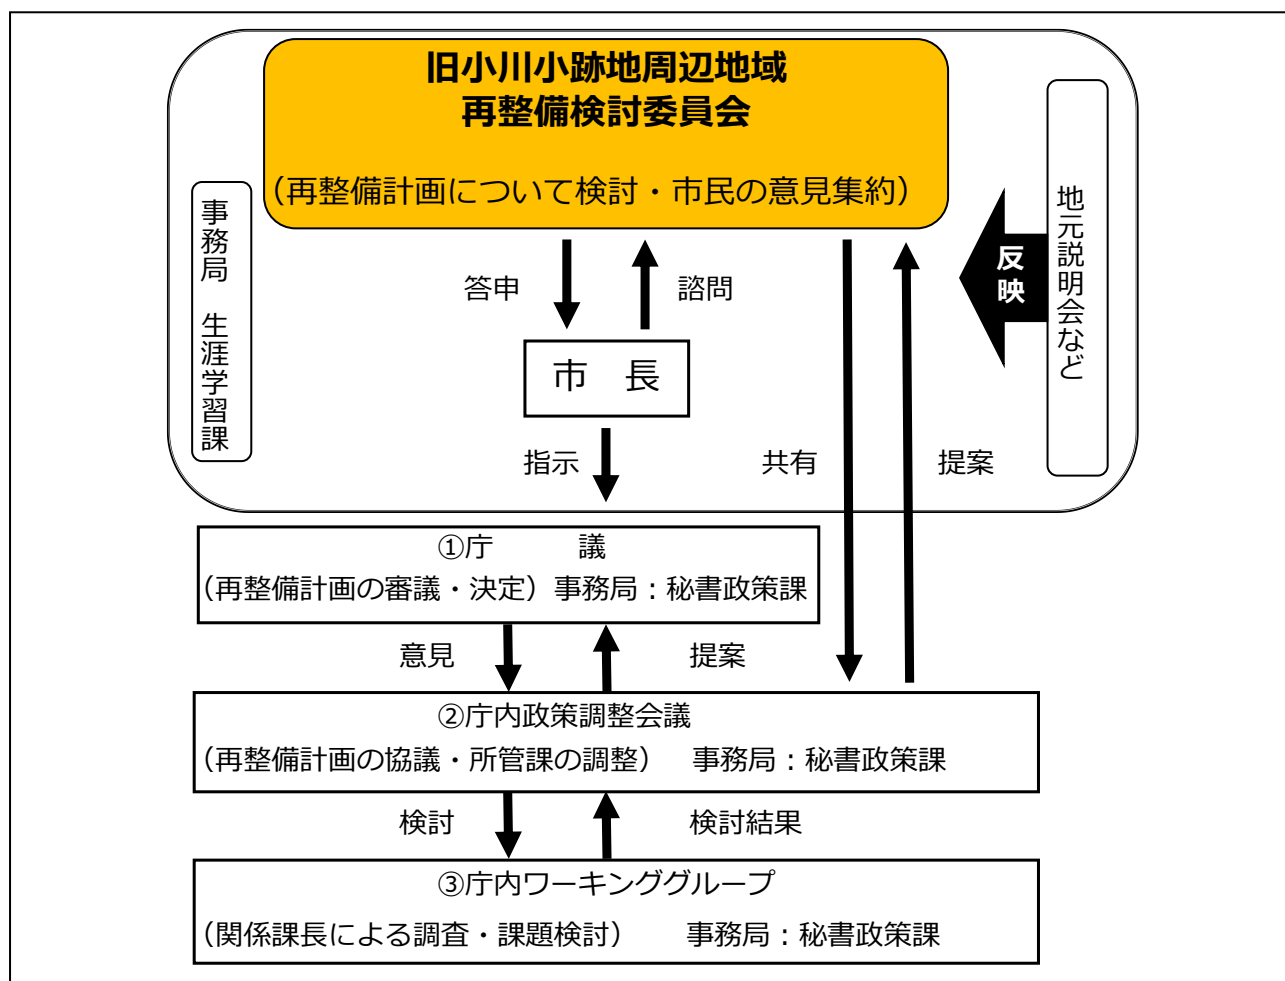 旧小川小跡地周辺地域
再整備検討委員会
（再整備計画について検討・市民の意見集約）
事務局　生涯学習課
地元説明会など
反映
答申
諮問
市　長
指示
共有
提案
①庁　　　議
（再整備計画の審議・決定）事務局：秘書政策課
意見
提案
②庁内政策調整会議
（再整備計画の協議・所管課の調整）　事務局：秘書政策課
検討
検討結果
③庁内ワーキンググループ
（関係課長による調査・課題検討）　　事務局：秘書政策課